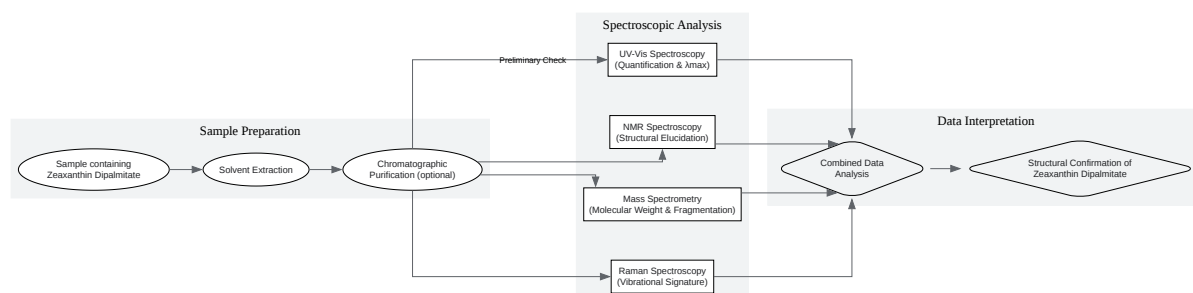 Sample Preparation
Sample containing
Zeaxanthin Dipalmitate
Solvent Extraction
Chromatographic
Purification (optional)
Preliminary Check
Spectroscopic Analysis
UV-Vis Spectroscopy
(Quantification & λmax)
NMR Spectroscopy
(Structural Elucidation)
Mass Spectrometry
(Molecular Weight & Fragmentation)
Raman Spectroscopy
(Vibrational Signature)
Data Interpretation
Combined Data
Analysis
Structural Confirmation of
Zeaxanthin Dipalmitate